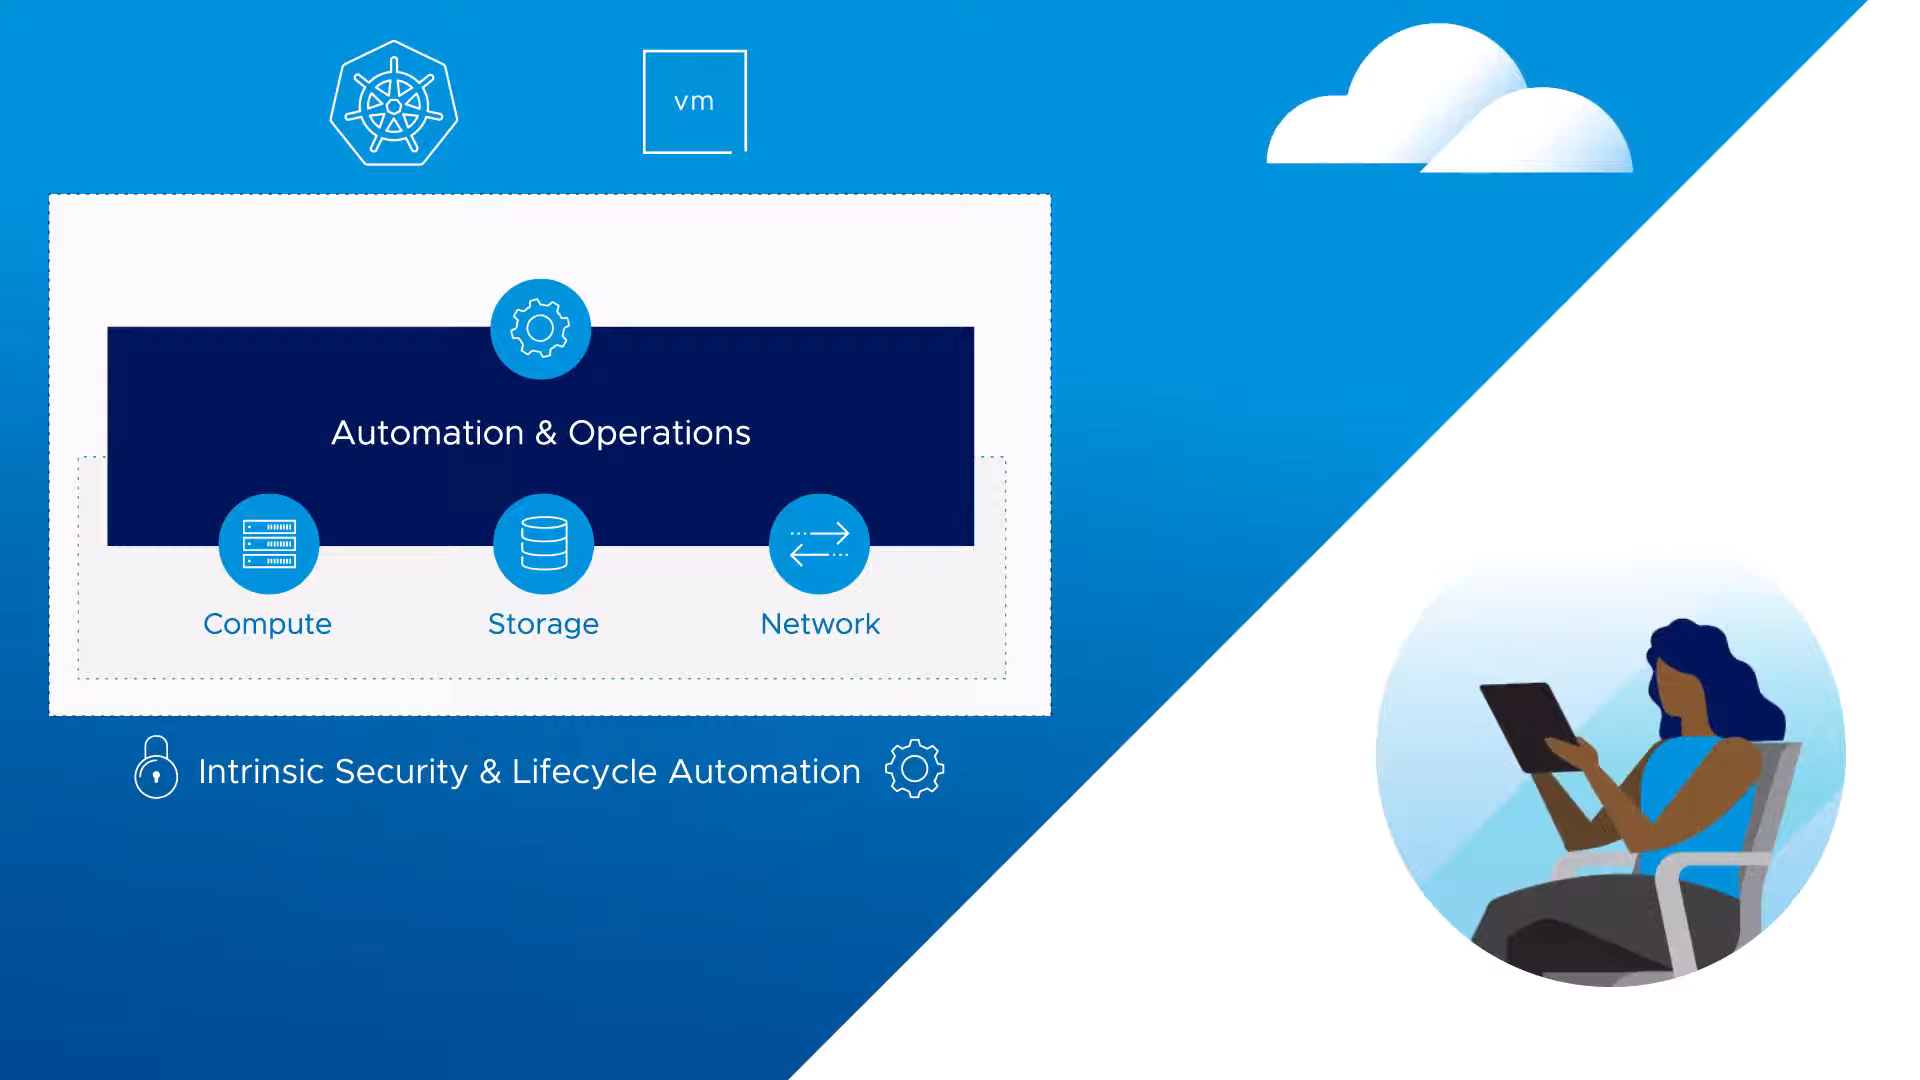 vm
Automation & Operations
Compute
Storage
Network
Intrinsic Security & Lifecycle Automation